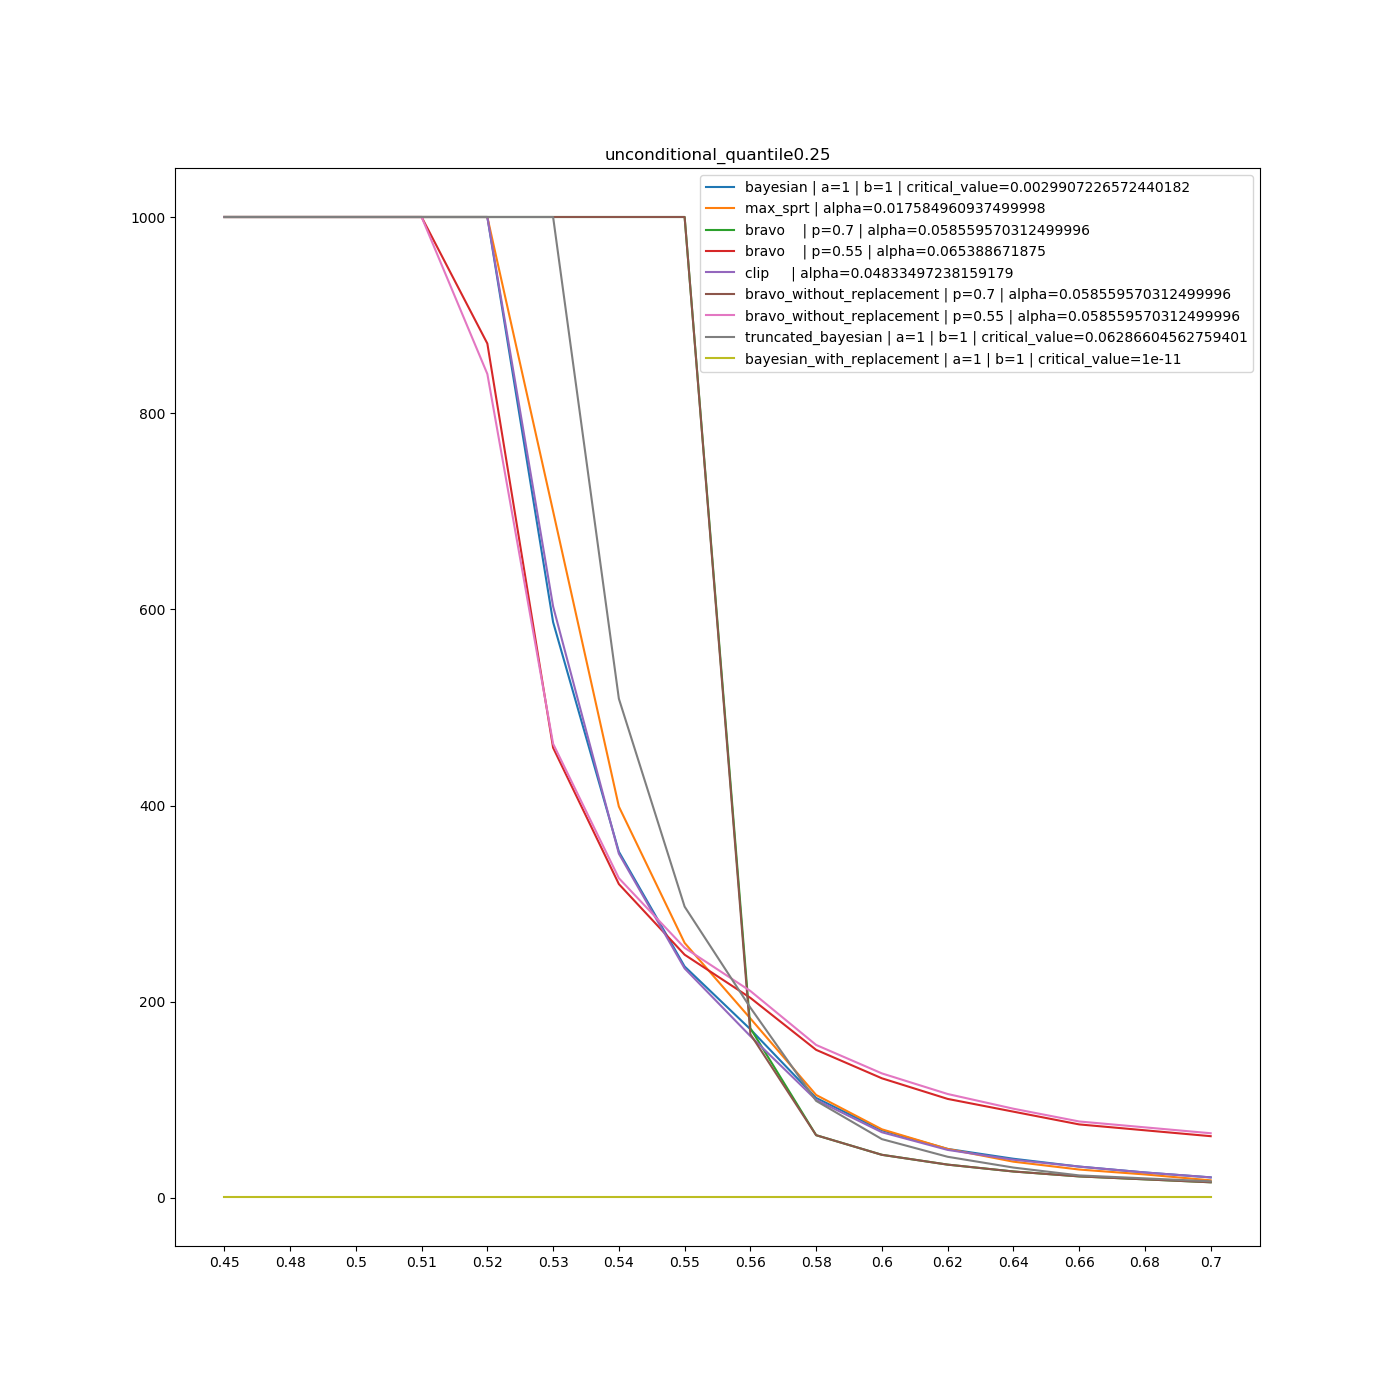 unconditional_quantile0.25
bayesian | a=1 | b=1 | critical_value=0.0029907226572440182
max_sprt | alpha=0.017584960937499998
bravo    | p=0.7 | alpha=0.058559570312499996
bravo    | p=0.55 | alpha=0.065388671875
clip     | alpha=0.04833497238159179
bravo_without_replacement | p=0.7 | alpha=0.058559570312499996
bravo_without_replacement | p=0.55 | alpha=0.058559570312499996
truncated_bayesian | a=1 | b=1 | critical_value=0.06286604562759401
bayesian_with_replacement | a=1 | b=1 | critical_value=1e-11
1000
800
600
400
200
0
0.45 0.48 0.5 0.51 0.52 0.53 0.54 0.55 0.56 0.58 0.6 0.62 0.64 0.66 0.68 0.7